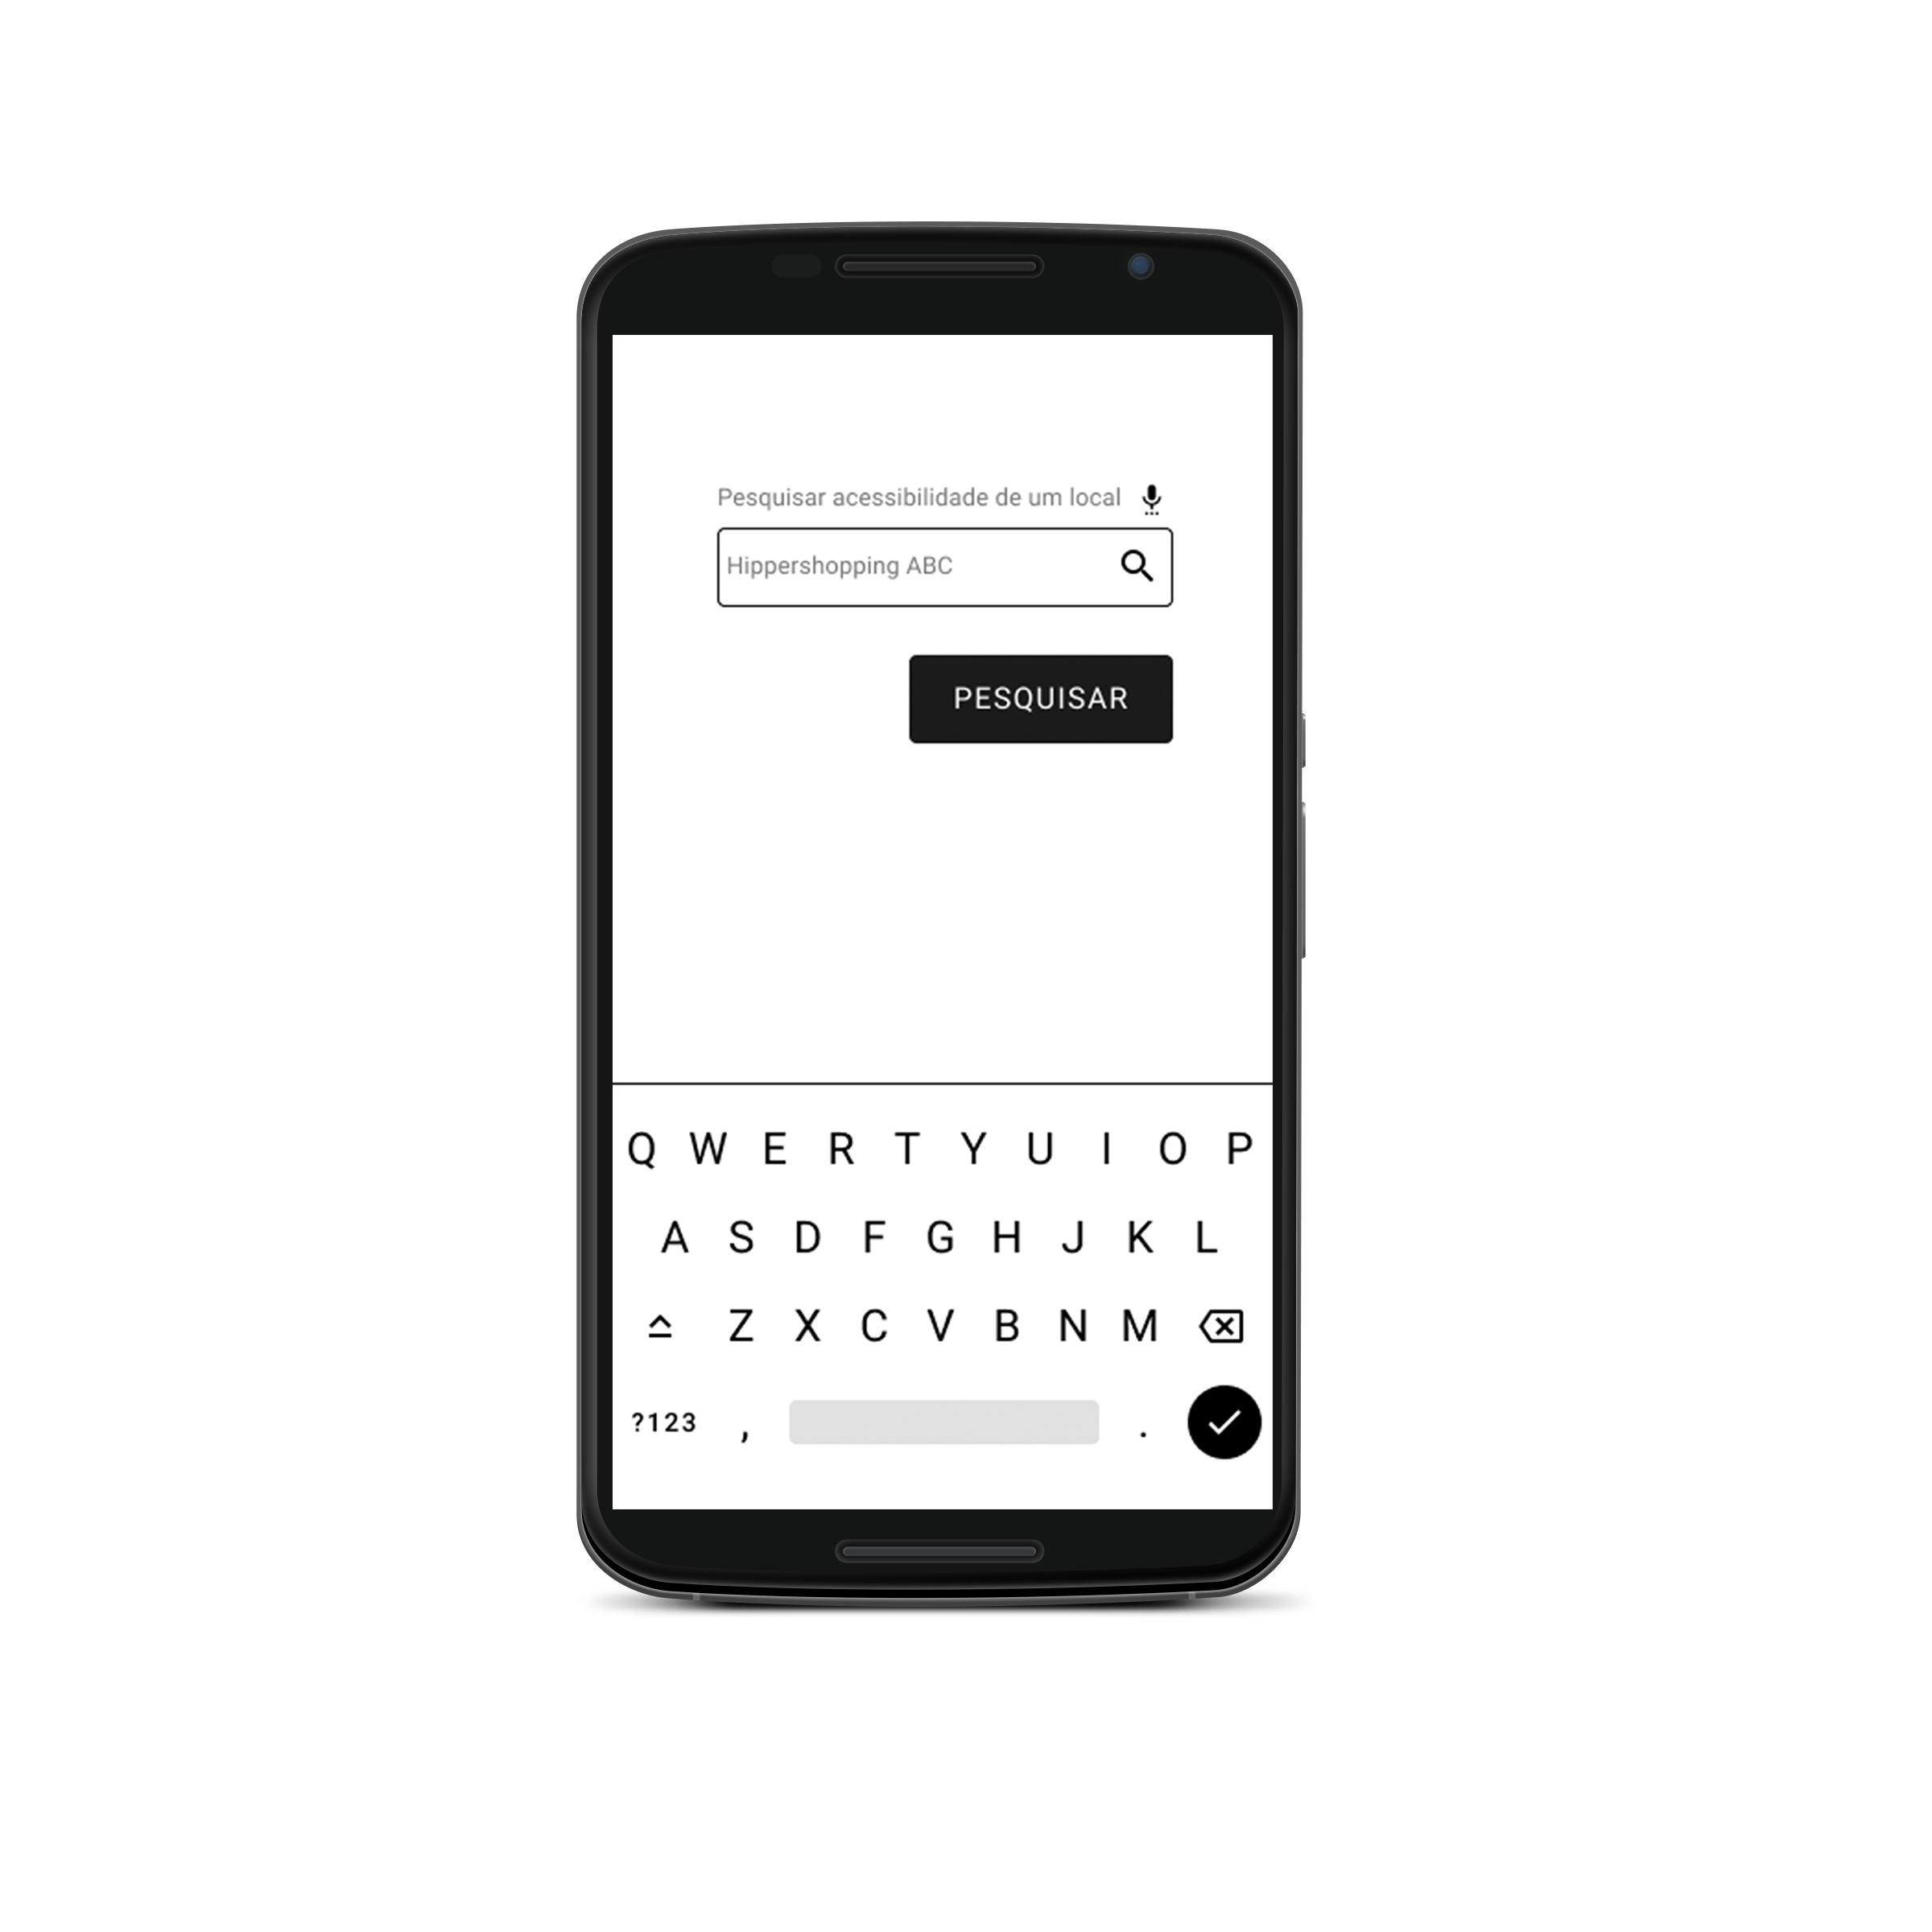 Pesquisar acessibilidade de um local
Hippershopping ABC
PESQUISAR
Q W E R T Y U I O P
A S D F G H J K L
Z X C V B N M
?123 , .